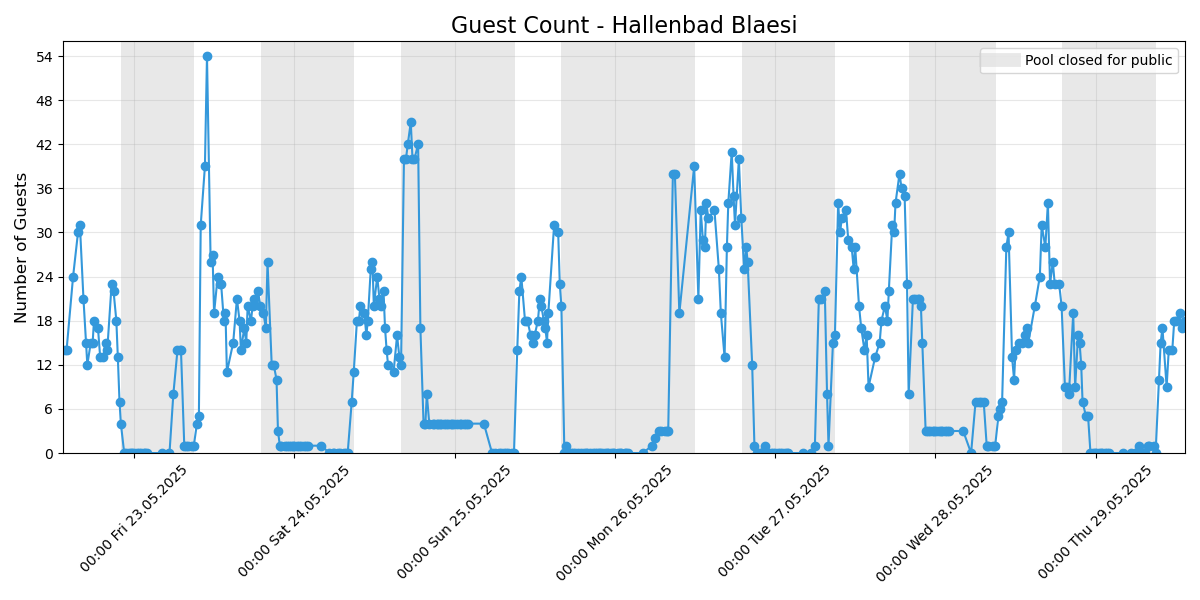 Guest Count - Hallenbad Blaesi
Pool closed for public
Number of Guests
54
48
42
36
30
24
18
12
6
0
00:00 Fri 23.05.2025
00:00 Sat 24.05.2025
00:00 Sun 25.05.2025
00:00 Mon 26.05.2025
00:00 Tue 27.05.2025
00:00 Wed 28.05.2025
00:00 Thu 29.05.2025